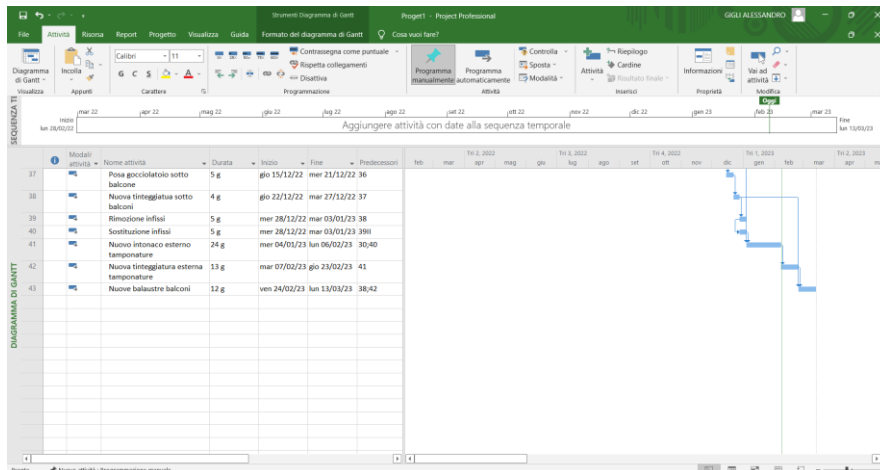 Strumenti Diagramma di Gantt
Proget1 - Project Professional
GIGLI ALESSANDRO
File Attività Risorsa Report Progetto Visualizza Guida Formato del diagramma di Gantt Cosa vuoi fare?
Diagramma di Gantt
Visualizza
Incolla
Appunti
Calibri 11
G C S A
Carattere
Contrassegna come puntuale
Rispetta collegamenti
Disattiva
Programmazione
Programma manualmente
Programma automaticamente
Controlla
Sposta
Modalità
Attività
Attività
Riepilogo
Cardine
Risultato finale
Inserisci
Informazioni
Proprietà
Vai ad attività
Modifica
Oggi
SEQUENZA TE
mar 22 apr 22 mag 22 giu 22 lug 22 ago 22 set 22 ott 22 nov 22 dic 22 gen 23 feb 23 mar 23
Inizio
lun 28/02/22
Aggiungere attività con date alla sequenza temporale
Fine
lun 13/03/23
Modali attività Nome attività Durata Inizio Fine Predecessori
Tri 2, 2022 Tri 3, 2022 Tri 4, 2022 Tri 1, 2023 Tri 2, 2023
feb mar apr mag giu lug ago set ott nov dic gen feb mar apr
37 Posa gocciolatoio sotto balcone 5 g gio 15/12/22 mer 21/12/22 36
38 Nuova tinteggiatua sotto balconi 4 g gio 22/12/22 mar 27/12/22 37
39 Rimozione infissi 5 g mer 28/12/22 mar 03/01/23 38
40 Sostituzione infissi 5 g mer 28/12/22 mar 03/01/23 39II
41 Nuovo intonaco esterno tamponature 24 g mer 04/01/23 lun 06/02/23 30;40
42 Nuova tinteggiatura esterna tamponature 13 g mar 07/02/23 gio 23/02/23 41
43 Nuove balaustre balconi 12 g ven 24/02/23 lun 13/03/23 38;42
DIAGRAMMA DI GANTT